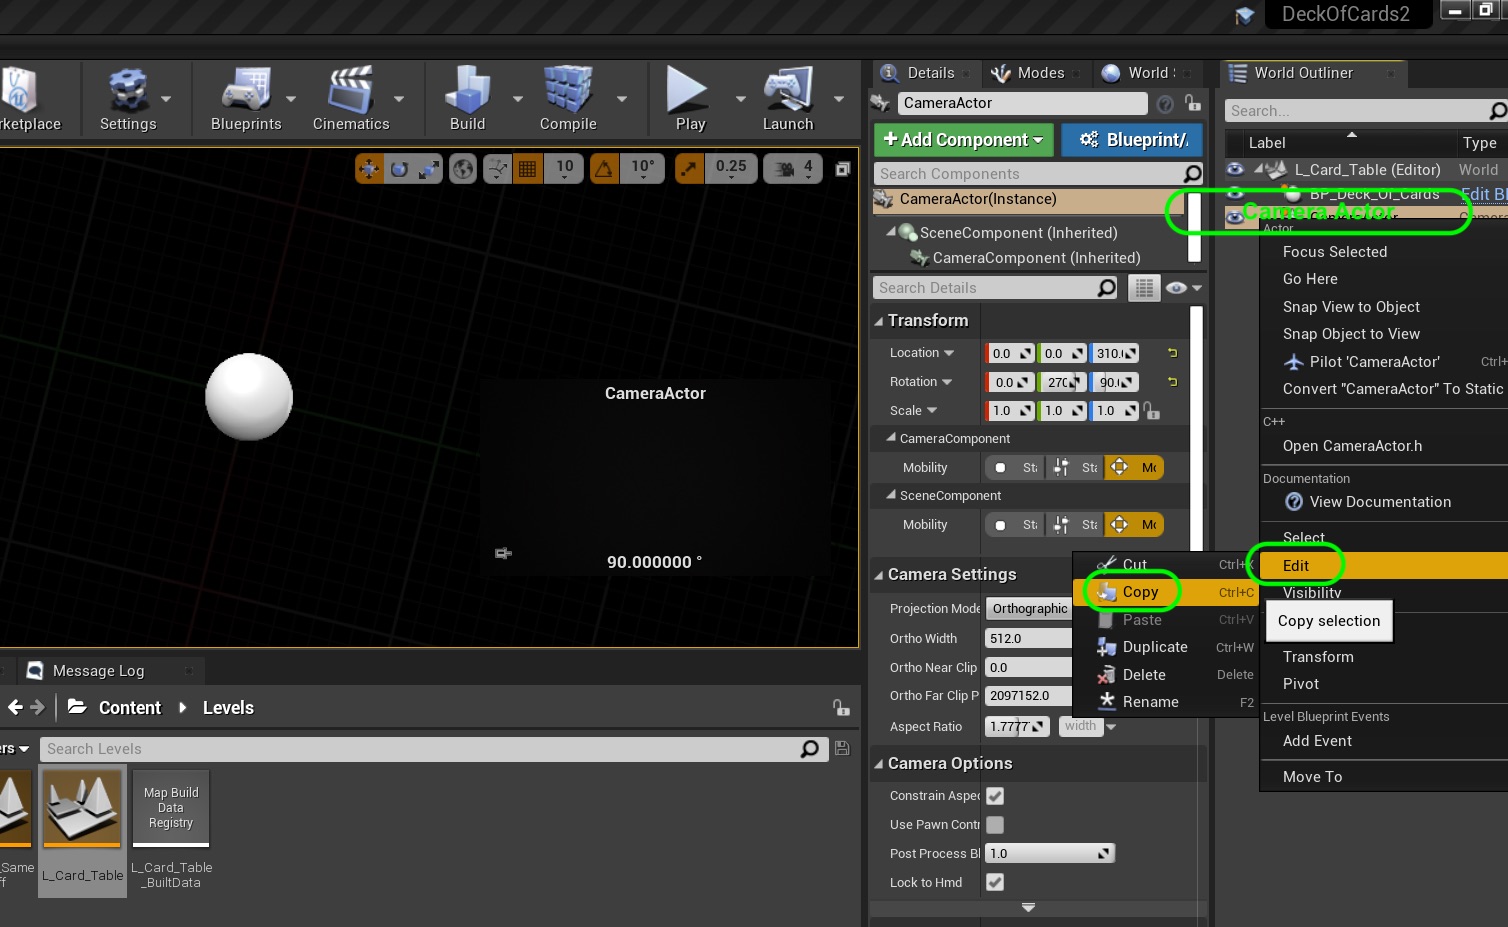 DeckOfCards2
rketplace
Settings
Blueprints
Cinematics
Build
Compile
Play
Launch
10
10°
0.25
4
CameraActor
90.000000 °
Message Log
Content
Levels
ers
Search Levels
Same
ff
L_Card_Table
Map Build
Data
Registry
L_Card_Table
_BuiltData
Details
Modes
World
CameraActor
+ Add Component
Blueprint/
Search Components
CameraActor(Instance)
SceneComponent (Inherited)
CameraComponent (Inherited)
Search Details
Transform
Location
0.0
0.0
310.
Rotation
0.0
270
90.
Scale
1.0
1.0
1.0
CameraComponent
Mobility
Sta
Sta
Mo
SceneComponent
Mobility
Sta
Sta
Mo
Camera Settings
Projection Mode
Orthographic
Ortho Width
512.0
Ortho Near Clip
0.0
Ortho Far Clip P
2097152.0
Aspect Ratio
1.7777
width
Camera Options
Constrain Aspec
Use Pawn Contr
Post Process Bl
1.0
Lock to Hmd
World Outliner
Search...
Label
Type
L_Card_Table (Editor)
World
BP_Deck_Of_Cards
Edit Bl
Camera Actor
Actor
Focus Selected
Go Here
Snap View to Object
Snap Object to View
Pilot 'CameraActor'
Ctrl+
Convert "CameraActor" To Static
C++
Open CameraActor.h
Documentation
View Documentation
Select
Edit
Visibility
Copy selection
Transform
Pivot
Level Blueprint Events
Add Event
Move To
Cut
Ctrl+X
Copy
Ctrl+C
Paste
Ctrl+V
Duplicate
Ctrl+W
Delete
Delete
Rename
F2